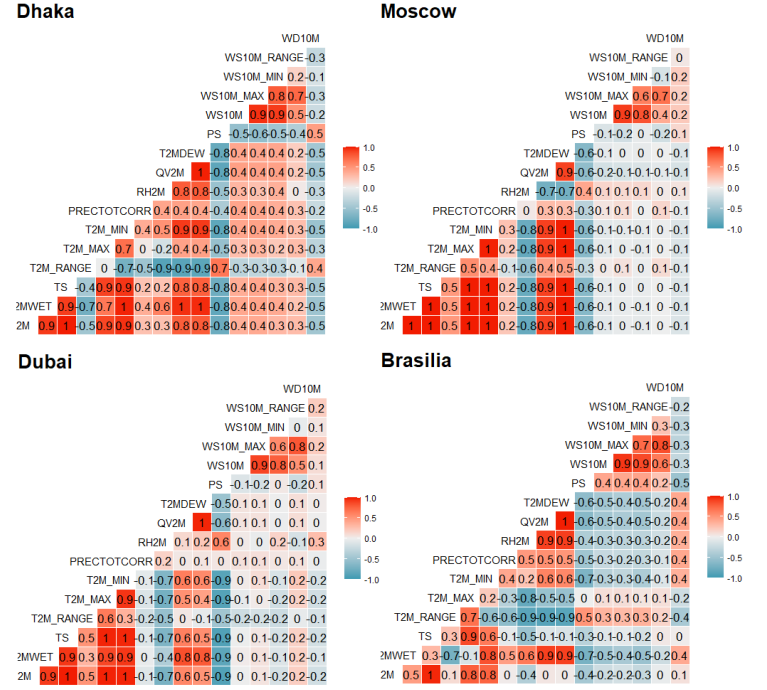 Dhaka
WD10M
WS10M_RANGE -0.3
WS10M_MIN 0.2 -0.1
WS10M_MAX 0.8 0.7 -0.3
WS10M 0.9 0.9 0.5 -0.2
PS -0.5 -0.6 -0.5 -0.4 0.5
T2MDEW -0.8 0.4 0.4 0.4 0.2 -0.5
QV2M 1 -0.8 0.4 0.4 0.4 0.2 -0.5
RH2M 0.8 0.8 -0.5 0.3 0.3 0.4 0 -0.3
PRECTOTCORR 0.4 0.4 0.4 -0.4 0.4 0.4 0.4 0.3 -0.2
T2M_MIN 0.4 0.5 0.9 0.9 -0.8 0.4 0.4 0.4 0.3 -0.5
T2M_MAX 0.7 0 -0.2 0.4 0.4 -0.5 0.3 0.3 0.2 0.3 -0.3
T2M_RANGE 0 -0.7 -0.5 -0.9 -0.9 -0.9 0.7 -0.3 -0.3 -0.3 -0.1 0.4
TS -0.4 0.9 0.9 0.2 0.2 0.8 0.8 -0.8 0.4 0.4 0.4 0.3 -0.5
2MWET 0.9 -0.7 0.7 1 0.4 0.6 1 1 -0.8 0.4 0.4 0.4 0.3 -0.5
2M 0.9 1 -0.5 0.9 0.9 0.3 0.3 0.8 0.8 -0.8 0.4 0.4 0.4 0.3 -0.5
1.0
0.5
0.0
-0.5
-1.0
Moscow
WD10M
WS10M_RANGE 0
WS10M_MIN -0.1 0.2
WS10M_MAX 0.6 0.7 0.2
WS10M 0.9 0.8 0.4 0.2
PS -0.1 -0.2 0 -0.2 0.1
T2MDEW -0.6 -0.1 0 0 0 -0.1
QV2M 0.9 -0.6 -0.2 -0.1 -0.1 -0.1 -0.1
RH2M -0.7 -0.7 0.4 0.1 0.1 0.1 0 0.1
PRECTOTCORR 0 0.3 0.3 -0.3 0.1 0.1 0 0.1 -0.1
T2M_MIN 0.3 -0.8 0.9 1 -0.6 -0.1 0 -0.1 0 -0.1
T2M_MAX 1 0.2 -0.8 0.9 1 -0.6 -0.1 0 -0.1 0 -0.1
T2M_RANGE 0.5 0.4 -0.1 -0.6 0.4 0.5 -0.3 0 0.1 0 0.1 -0.1
TS 0.5 1 1 0.2 -0.8 0.9 1 -0.6 -0.1 0 -0.1 0 -0.1
2MWET 1 0.5 1 1 0.2 -0.8 0.9 1 -0.6 -0.1 0 -0.1 0 -0.1
2M 1 1 0.5 1 1 0.2 -0.8 0.9 1 -0.6 -0.1 0 -0.1 0 -0.1
1.0
0.5
0.0
-0.5
-1.0
Dubai
WD10M
WS10M_RANGE 0.2
WS10M_MIN 0 0.1
WS10M_MAX 0.6 0.8 0.2
WS10M 0.9 0.8 0.5 0.1
PS -0.1 -0.2 0 -0.2 0.1
T2MDEW -0.5 0.1 0.1 0 0.1 0
QV2M 1 -0.6 0.1 0.1 0 0.1 0
RH2M 0.1 0.2 0.6 0 0 0.2 -0.1 0.3
PRECTOTCORR 0.2 0 0.1 0.1 0 0.1 0.1 0 0.1
T2M_MIN -0.1 -0.7 0.6 0.6 -0.9 0 0.1 -0.1 0.2 -0.2
T2M_MAX 0.9 -0.1 -0.7 0.5 0.4 -0.9 0 0.1 -0.1 0.2 -0.2
T2M_RANGE 0.6 0.3 -0.2 -0.5 0 -0.1 -0.5 -0.2 -0.2 -0.2 0 -0.1
TS 0.5 1 1 -0.1 -0.7 0.6 0.5 -0.9 0 0.1 -0.2 0.2 -0.2
2MWET 0.9 0.3 0.9 0.9 0 -0.4 0.8 0.8 -0.9 0 0.1 -0.1 0.2 -0.1
2M 0.9 1 0.5 1 1 -0.1 -0.7 0.6 0.5 -0.9 0 0.1 -0.1 0.2 -0.2
1.0
0.5
0.0
-0.5
-1.0
Brasilia
WD10M
WS10M_RANGE -0.2
WS10M_MIN 0.3 -0.3
WS10M_MAX 0.7 0.8 -0.3
WS10M 0.9 0.9 0.6 -0.3
PS 0.4 0.4 0.4 0.2 -0.5
T2MDEW -0.6 -0.5 -0.4 -0.5 -0.2 0.4
QV2M 1 -0.6 -0.5 -0.4 -0.5 -0.2 0.4
RH2M 0.9 0.9 -0.4 -0.3 -0.3 -0.3 -0.2 0.4
PRECTOTCORR 0.5 0.5 0.5 -0.5 -0.3 -0.2 -0.3 -0.1 0.4
T2M_MIN 0.4 0.2 0.6 0.6 -0.7 -0.3 -0.3 -0.4 -0.1 0.4
T2M_MAX 0.2 -0.3 -0.8 -0.5 -0.5 0 0.1 0.1 0.1 0.1 -0.2
T2M_RANGE 0.7 -0.6 -0.6 -0.9 -0.9 -0.9 0.5 0.3 0.3 0.3 0.2 -0.4
TS 0.3 0.9 0.6 -0.1 -0.5 -0.1 -0.1 -0.3 -0.1 -0.1 -0.2 0 0
2MWET 0.3 -0.7 -0.1 0.8 0.5 0.6 0.9 0.9 -0.7 -0.5 -0.4 -0.5 -0.2 0.4
2M 0.5 1 0.1 0.8 0.8 0 -0.4 0 0 -0.4 -0.2 -0.2 -0.3 0 0.1
1.0
0.5
0.0
-0.5
-1.0